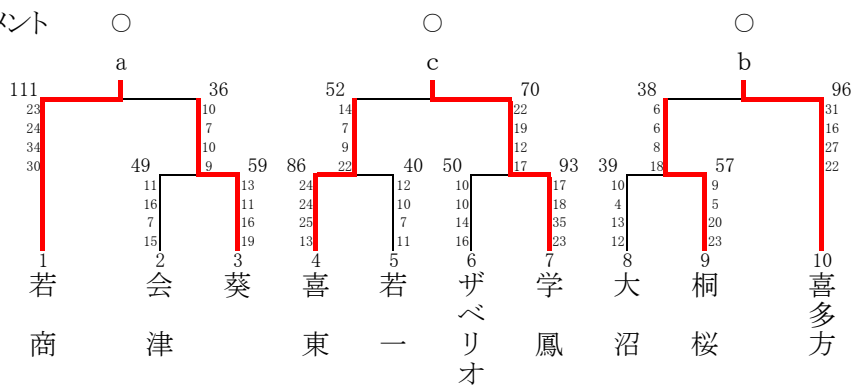 メント ○ ○ ○
a c b
111 36 52 70 38 96
23 10 14 22 6 31
24 7 7 19 6 16
34 10 9 12 8 27
30 9 22 17 18 22
49 59 86 40 50 93 39 57
11 13 24 12 10 17 10 9
16 11 24 10 10 18 4 5
7 16 25 7 14 35 13 20
15 19 13 11 16 23 12 23
1 2 3 4 5 6 7 8 9 10
若商
会津
葵
喜東
若一
ザベリオ
学鳳
大沼
桐桜
喜多方